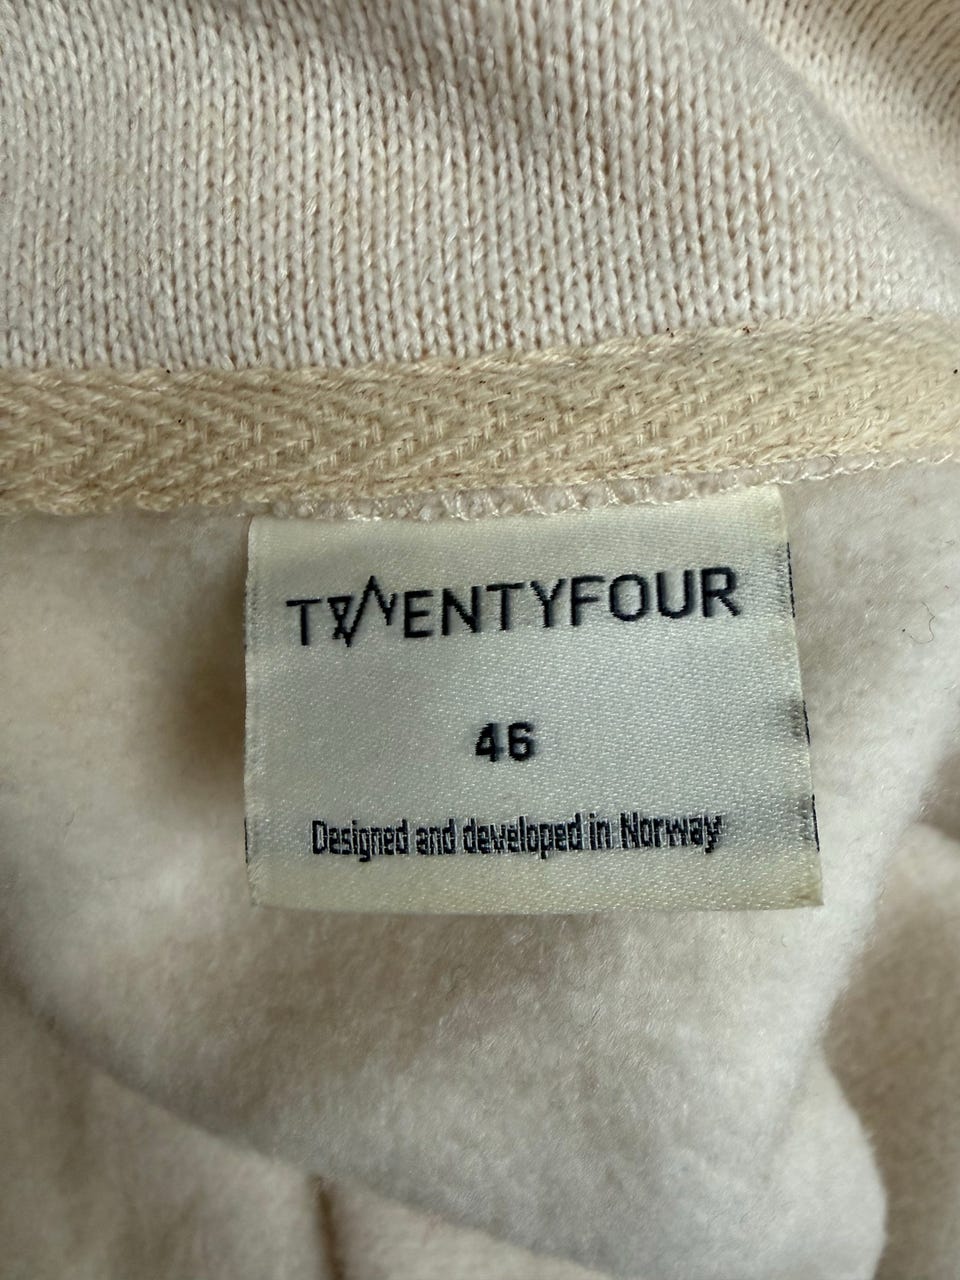 TWENTYFOUR
46
Designed and developed in Norway